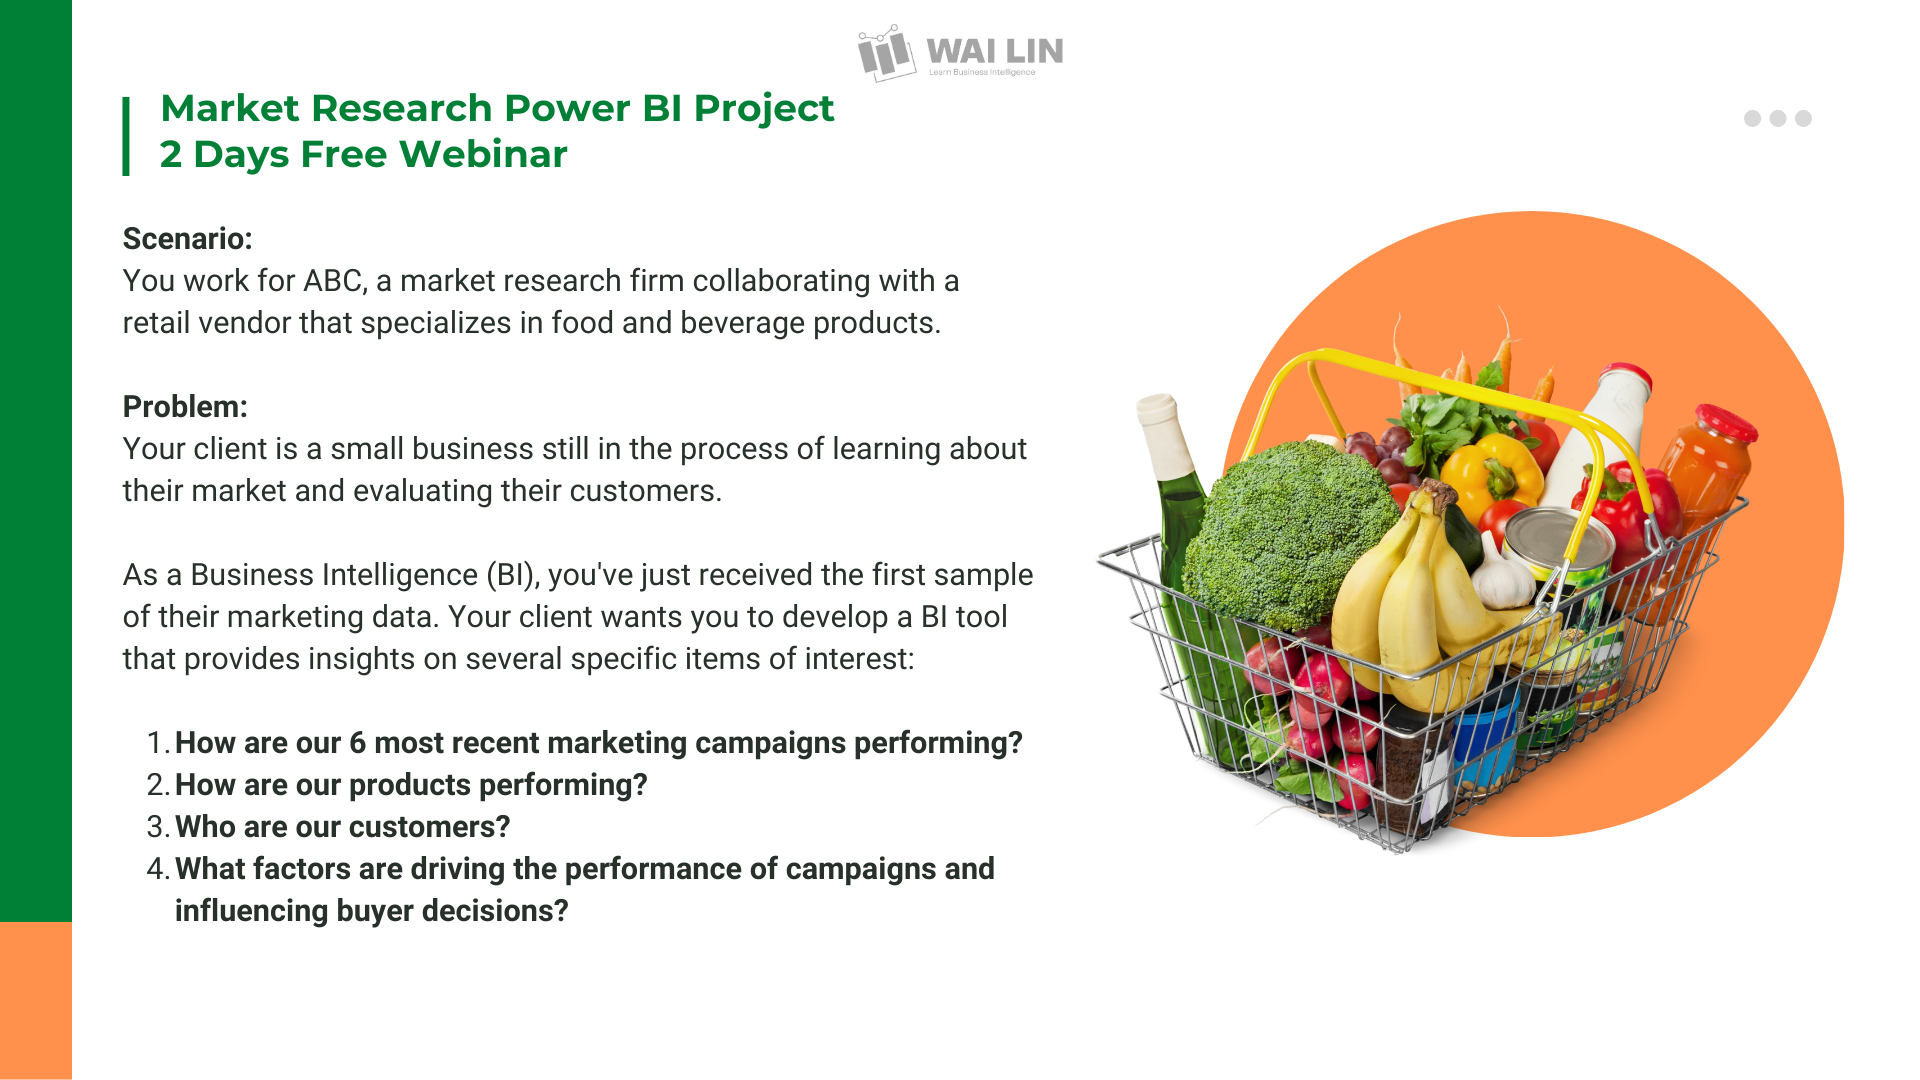 WAI LIN
Learn Business Intelligence
Market Research Power BI Project
2 Days Free Webinar
Scenario:
You work for ABC, a market research firm collaborating with a
retail vendor that specializes in food and beverage products.
Problem:
Your client is a small business still in the process of learning about
their market and evaluating their customers.
As a Business Intelligence (BI), you've just received the first sample
of their marketing data. Your client wants you to develop a BI tool
that provides insights on several specific items of interest:
1. How are our 6 most recent marketing campaigns performing?
2. How are our products performing?
3. Who are our customers?
4. What factors are driving the performance of campaigns and
influencing buyer decisions?